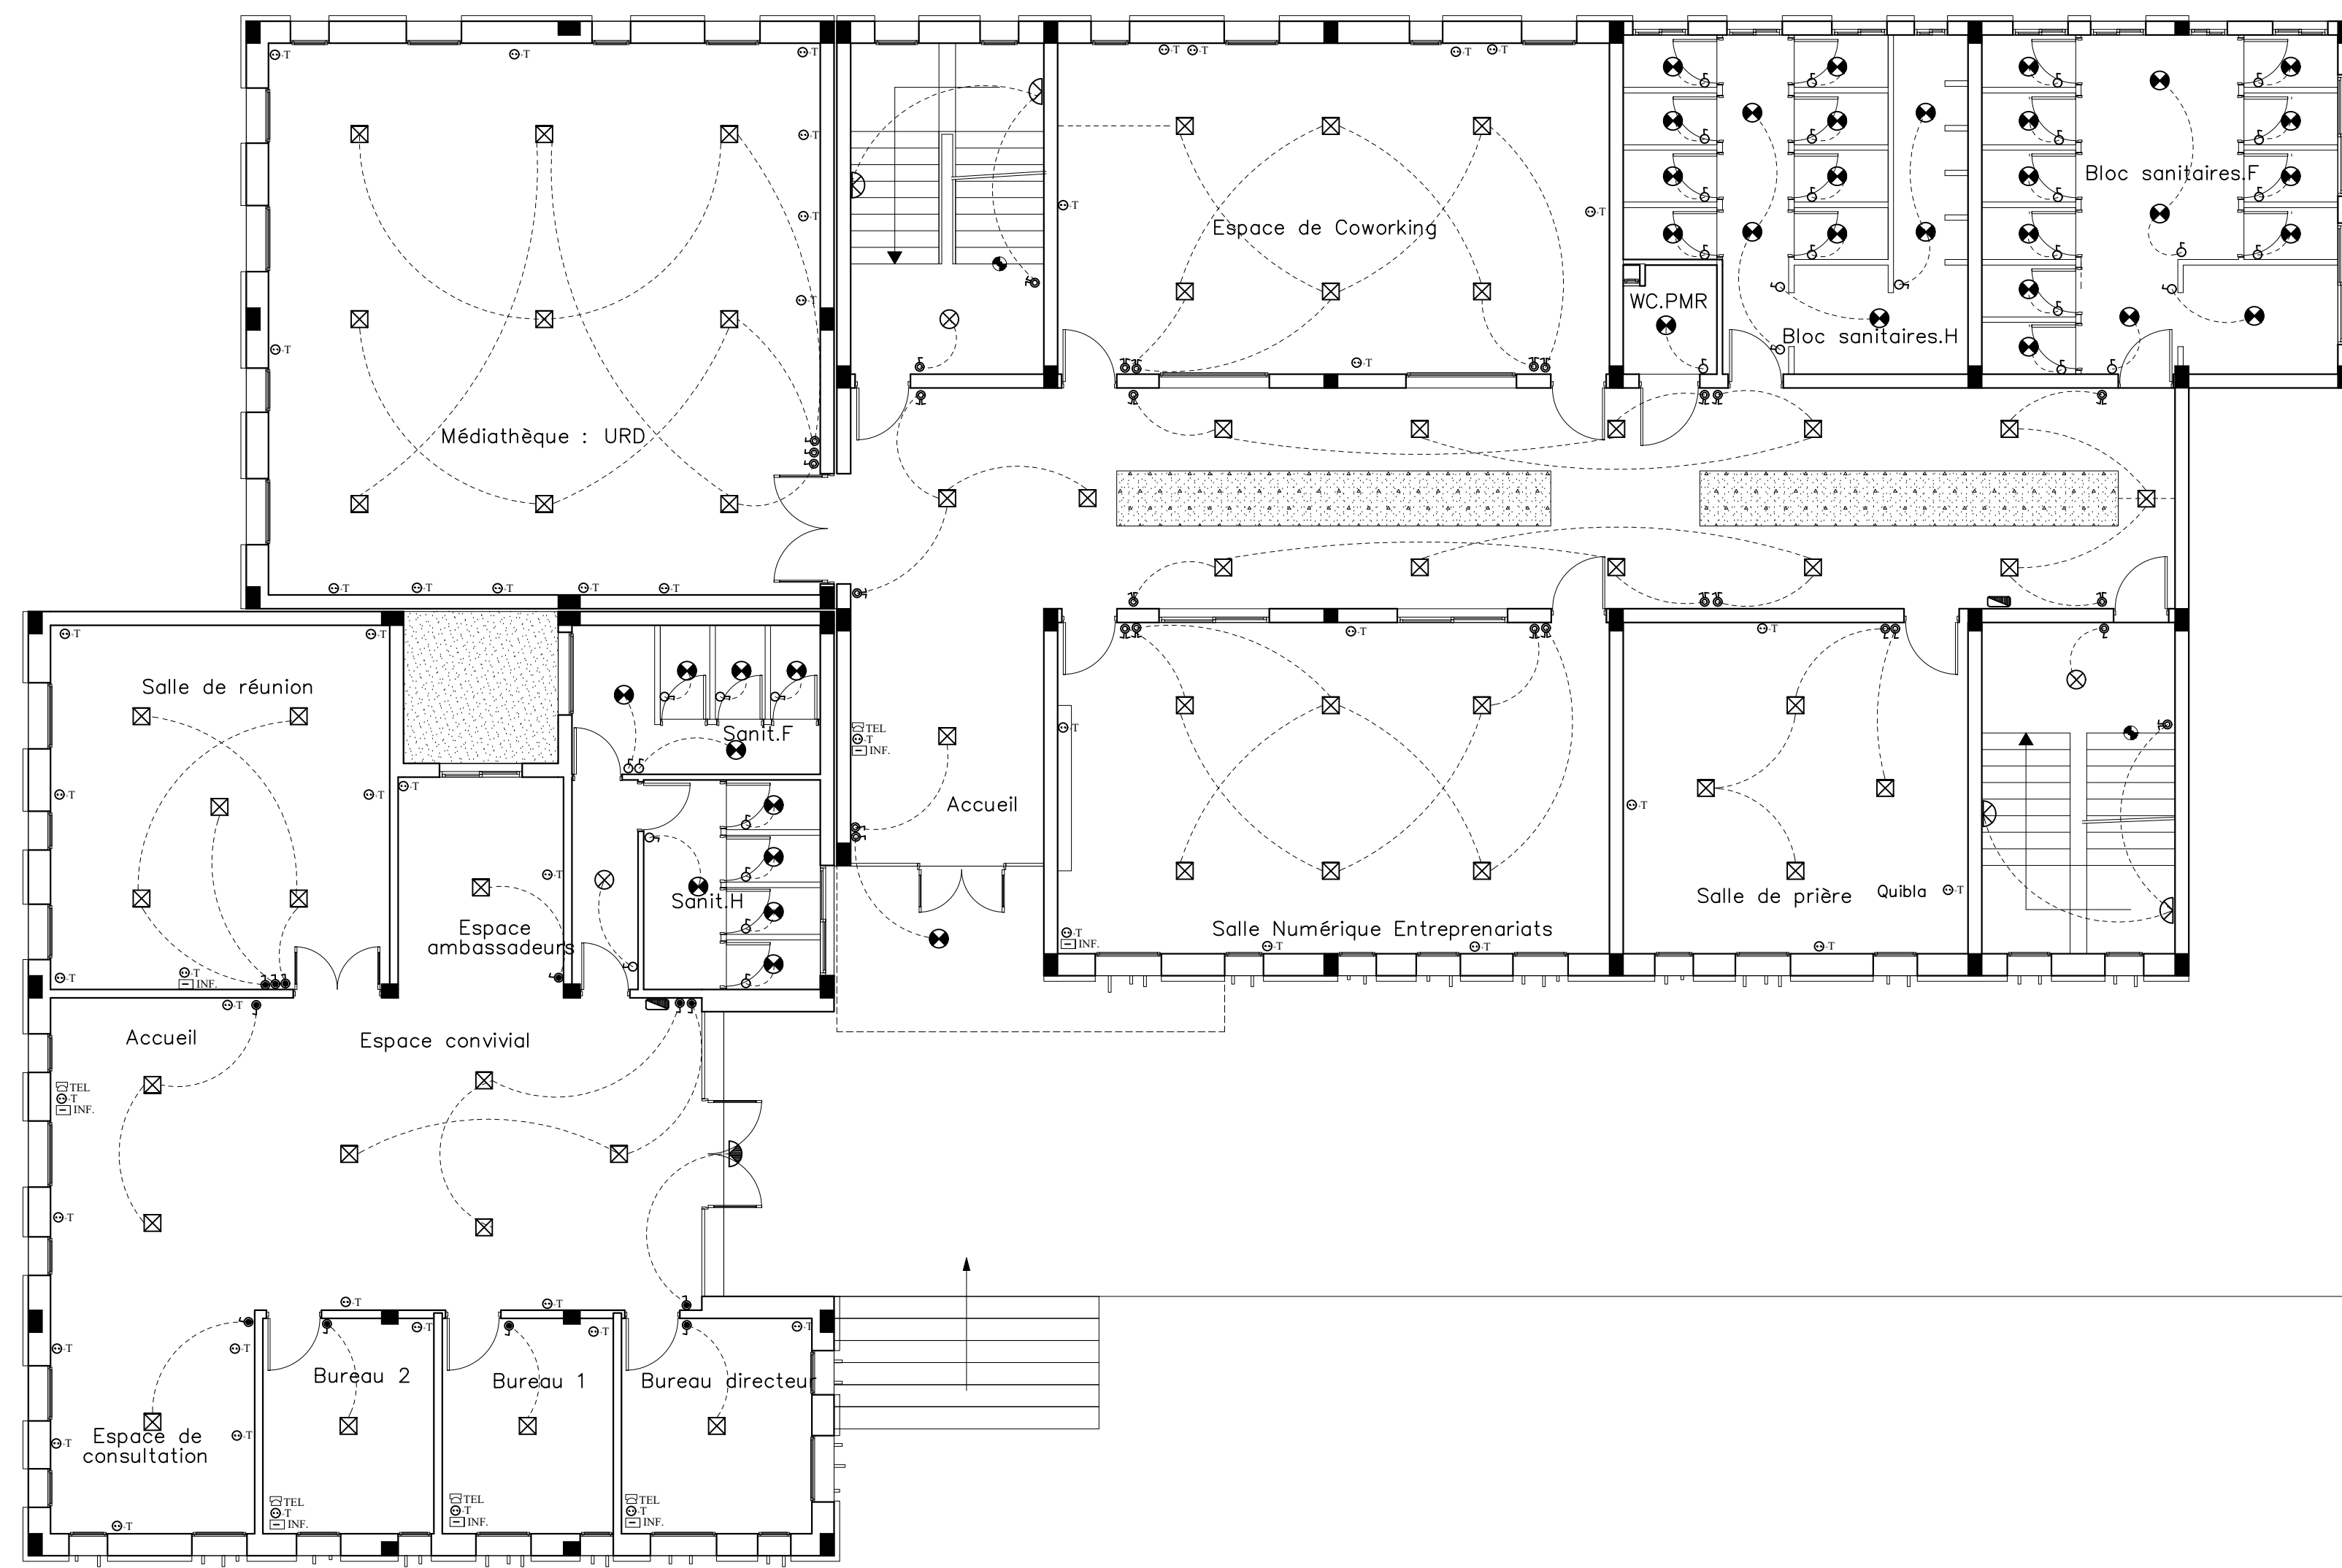 -T
-T
-T
-T
-T
-T
-T
-T
-T
-T
-T
-T
Bloc sanitaires.F
Espace de Coworking
WC.PMR
-T
Bloc sanitaires.H
-T
-T
Médiathèque : URD
-T
-T
-T
-T
-T
-T
-T
-T
-T
Salle de réunion
TEL
-T
INF.
Sanit.F
-T
-T
-T
-T
-T
Accueil
-T
-T
Salle de prière
Quibla
-T
Sanit.H
Espace
ambassadeurs
Salle Numérique Entreprenariats
-T
INF.
-T
-T
-T
-T
-T
INF.
-T
Accueil
Espace convivial
TEL
-T
INF.
-T
-T
-T
-T
-T
-T
-T
-T
Bureau 2
Bureau 1
Bureau directeur
Espace de
consultation
-T
-T
TEL
-T
INF.
TEL
-T
INF.
TEL
-T
INF.
-T